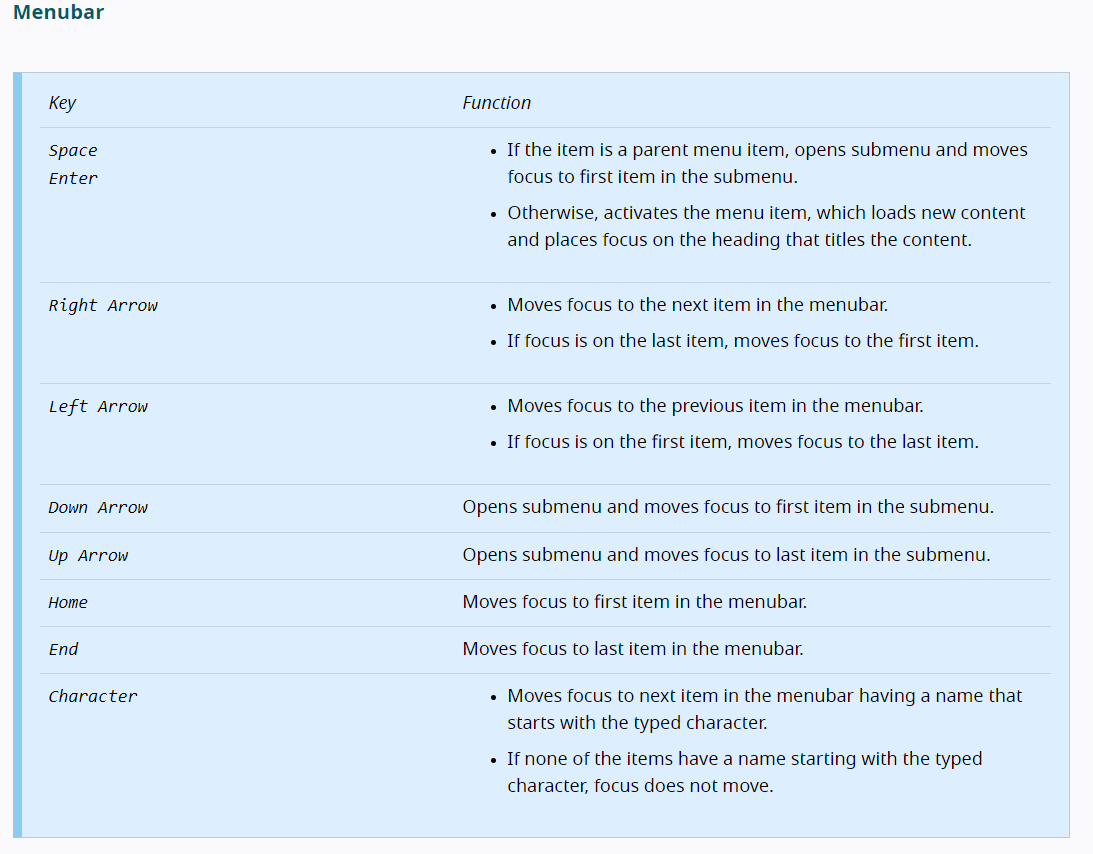 Menubar
Key Function
Space
Enter
• If the item is a parent menu item, opens submenu and moves
focus to first item in the submenu.
• Otherwise, activates the menu item, which loads new content
and places focus on the heading that titles the content.
Right Arrow
• Moves focus to the next item in the menubar.
• If focus is on the last item, moves focus to the first item.
Left Arrow
• Moves focus to the previous item in the menubar.
• If focus is on the first item, moves focus to the last item.
Down Arrow Opens submenu and moves focus to first item in the submenu.
Up Arrow Opens submenu and moves focus to last item in the submenu.
Home Moves focus to first item in the menubar.
End Moves focus to last item in the menubar.
Character
• Moves focus to next item in the menubar having a name that
starts with the typed character.
• If none of the items have a name starting with the typed
character, focus does not move.